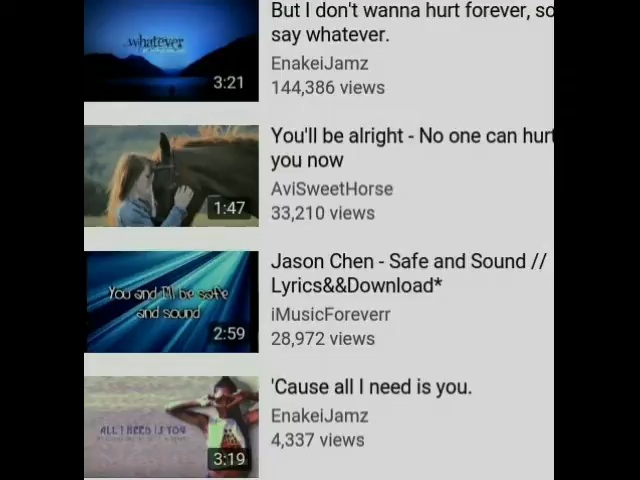 But I don't wanna hurt forever, so
say whatever.
..whatever
3:21
EnakeiJamz
144,386 views
You'll be alright - No one can hurt
you now
1:47
AviSweetHorse
33,210 views
Jason Chen - Safe and Sound //
Lyrics&&Download*
You and I'll be safe
and sound
2:59
iMusicForeverr
28,972 views
'Cause all I need is you.
ALL I NEED IS YOU
3:19
EnakeiJamz
4,337 views